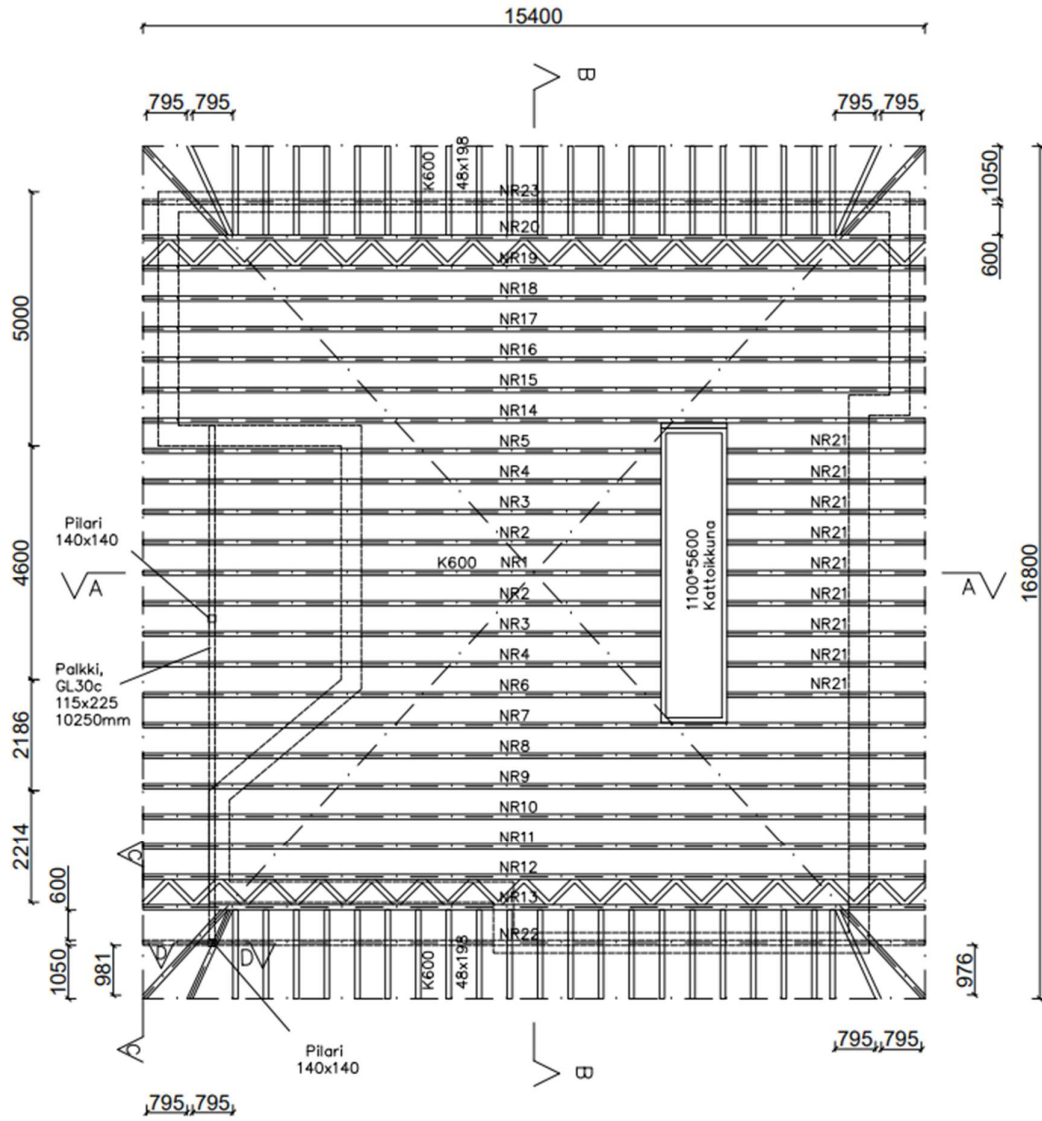 15400
B
795 795
795 795
K600
48x198
1050
NR23
NR20
600
NR19
NR18
5000
NR17
NR16
NR15
NR14
NR5 NR21
NR4 NR21
NR3 NR21
Pilari
140x140
NR2 NR21
4600
K600 NR1 NR21
1100*5600
Kattoikkuna
A
A
16800
NR2 NR21
NR3 NR21
NR4 NR21
Palkki,
GL30c
115x225
10250mm
NR6 NR21
NR7
2186
NR8
NR9
NR10
NR11
2214
C
NR12
600
NR13
NR22
D D
K600
48x198
1050
981
976
C
Pilari
140x140
795 795
B
795 795